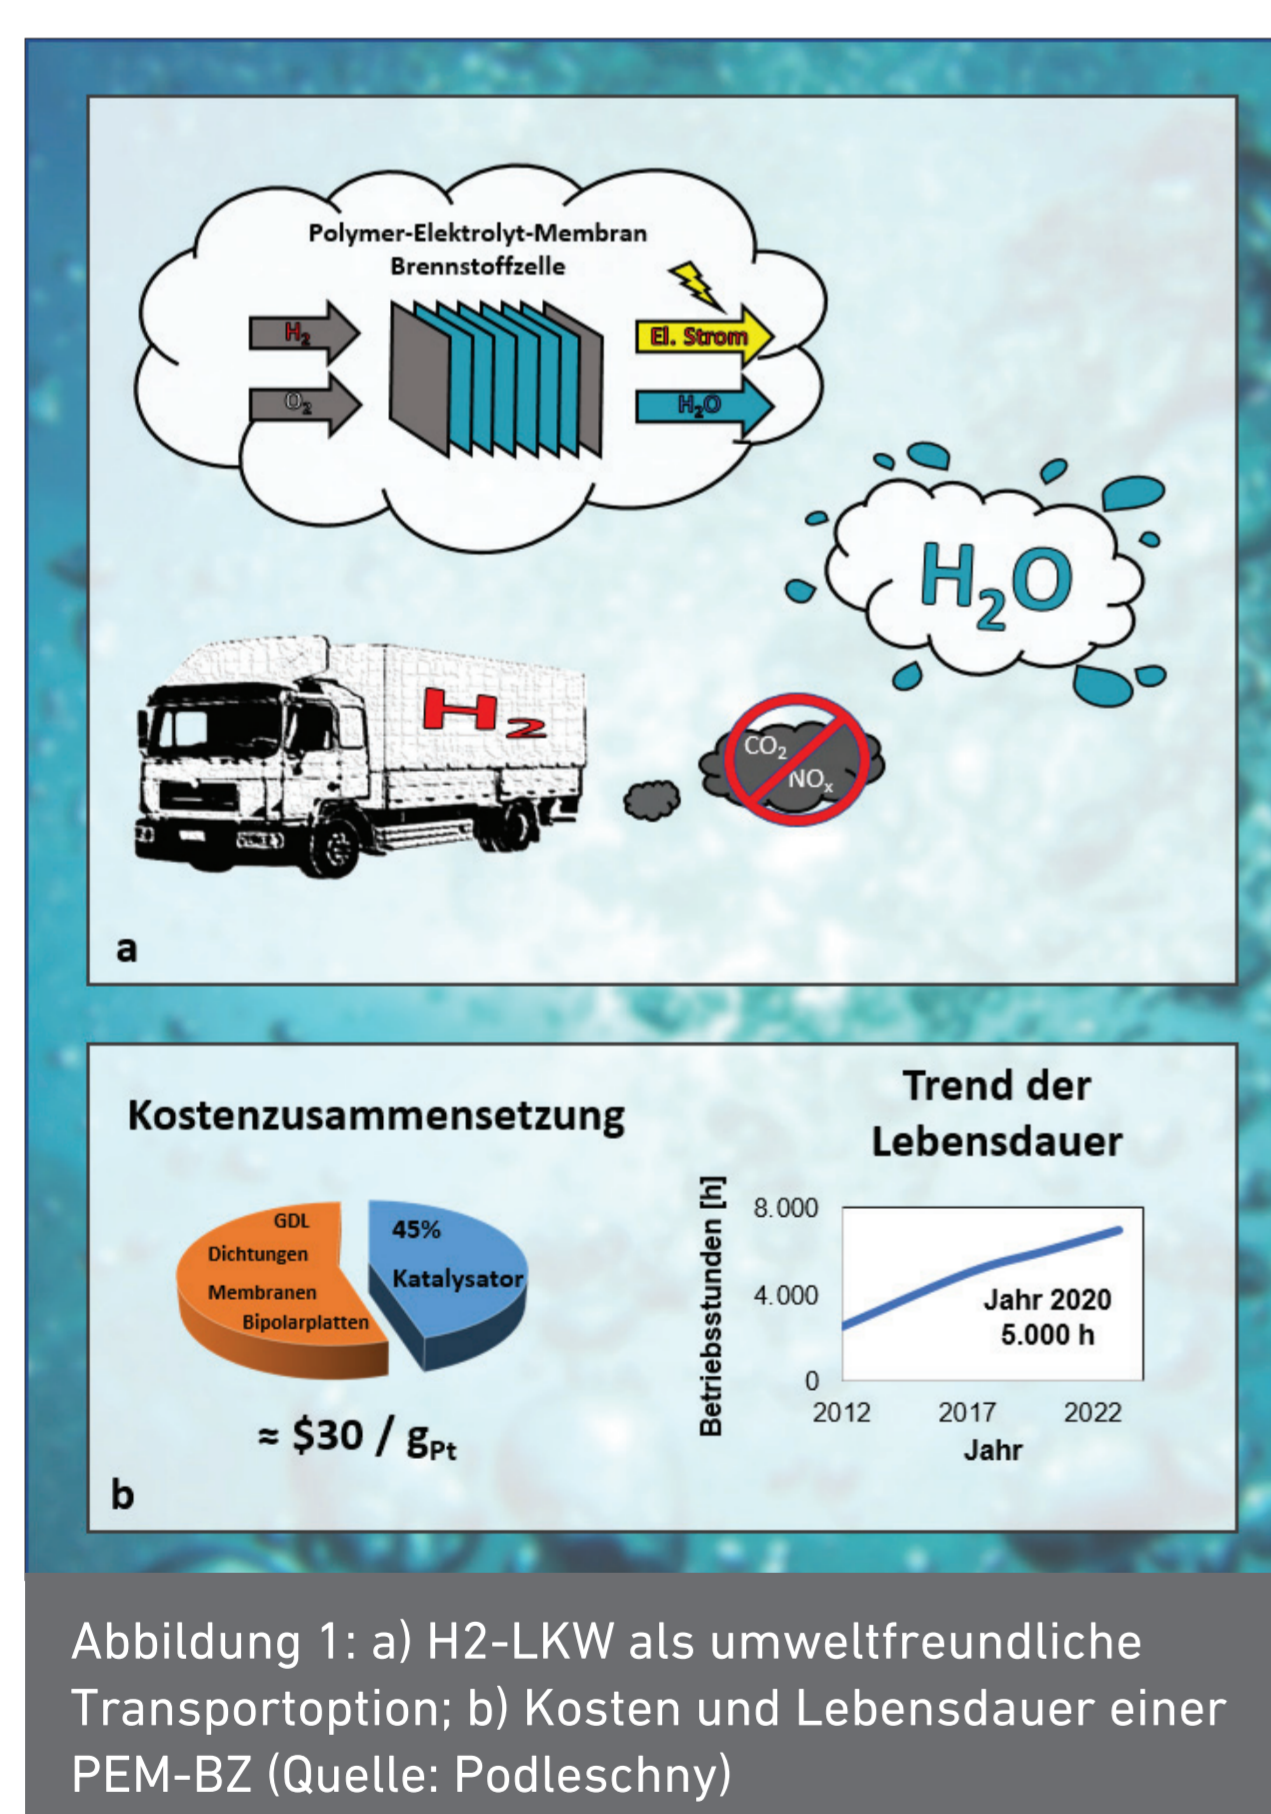 Polymer-Elektrolyt-Membran
Brennstoffzelle
H₂
El. Strom
O₂
H₂O
H₂O
H₂
CO₂
NOₓ
a
Kostenzusammensetzung
GDL
Dichtungen
Membranen
Bipolarplatten
45%
Katalysator
≈ $30 / gPt
Trend der
Lebensdauer
Betriebsstunden [h]
8.000
4.000
0
Jahr 2020
5.000 h
2012 2017 2022
Jahr
b
Abbildung 1: a) H2-LKW als umweltfreundliche
Transportoption; b) Kosten und Lebensdauer einer
PEM-BZ (Quelle: Podleschny)